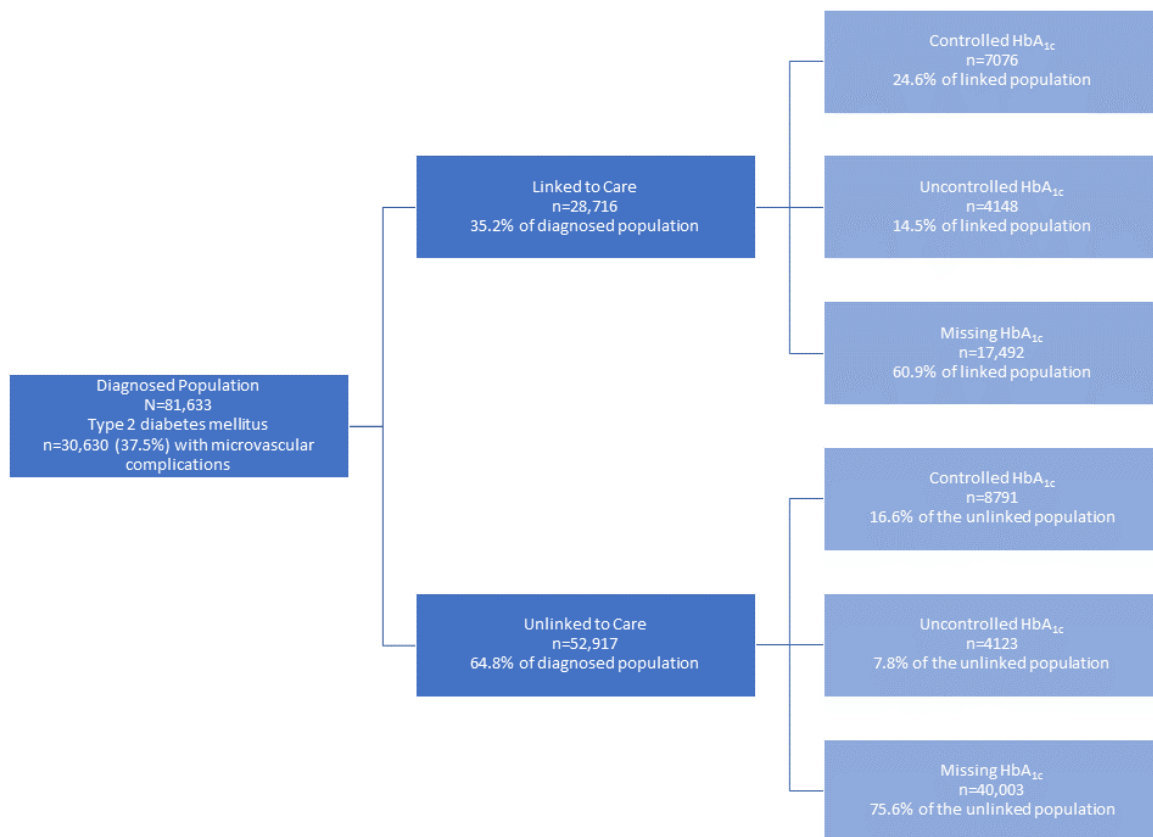 Diagnosed Population
N=81,633
Type 2 diabetes mellitus
n=30,630 (37.5%) with microvascular
complications
Linked to Care
n=28,716
35.2% of diagnosed population
Controlled HbA1c
n=7076
24.6% of linked population
Uncontrolled HbA1c
n=4148
14.5% of linked population
Missing HbA1c
n=17,492
60.9% of linked population
Unlinked to Care
n=52,917
64.8% of diagnosed population
Controlled HbA1c
n=8791
16.6% of the unlinked population
Uncontrolled HbA1c
n=4123
7.8% of the unlinked population
Missing HbA1c
n=40,003
75.6% of the unlinked population